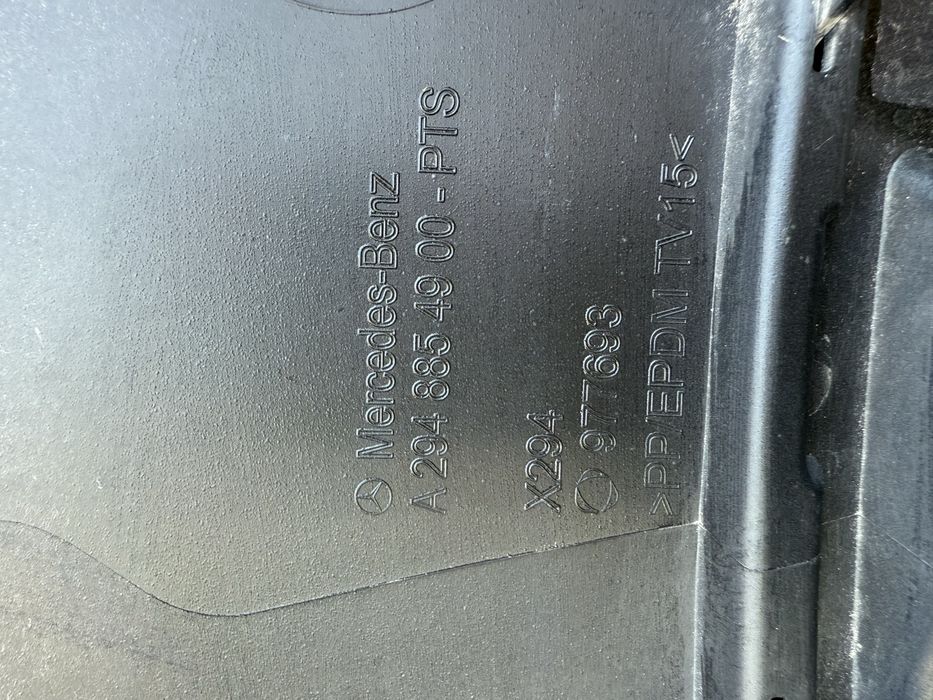 Mercedes-Benz
A 294 885 49 00 - PTS
X294
977693
>PP/EPDM TV15<